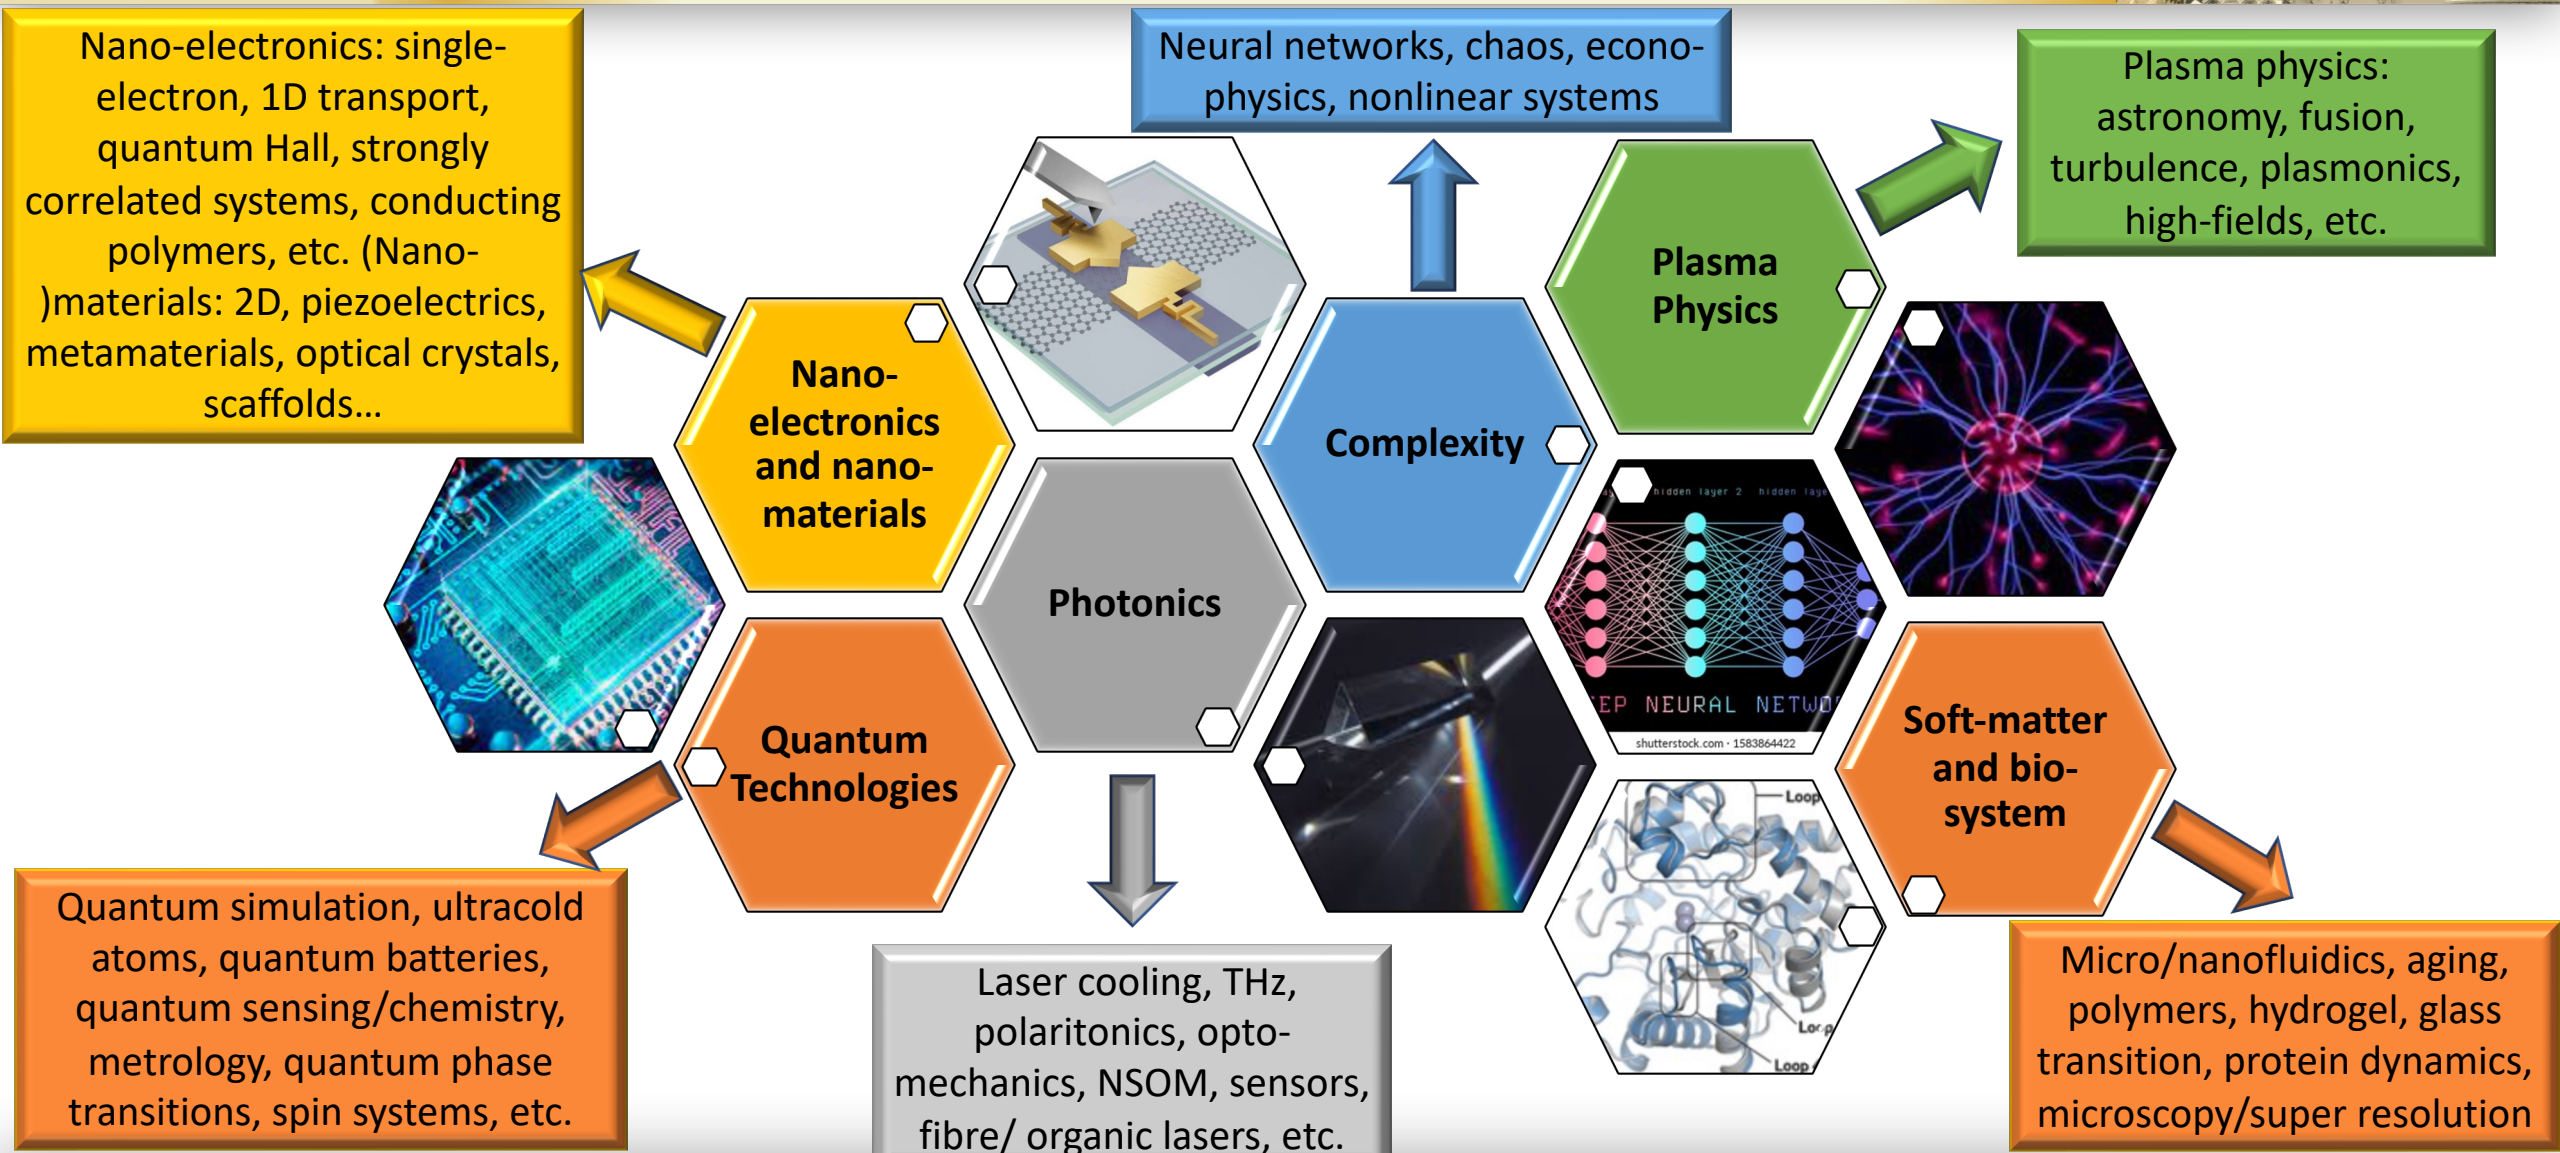 Nano-electronics: single-
electron, 1D transport,
quantum Hall, strongly
correlated systems, conducting
polymers, etc. (Nano-
)materials: 2D, piezoelectrics,
metamaterials, optical crystals,
scaffolds...
Neural networks, chaos, econo-
physics, nonlinear systems
Plasma physics:
astronomy, fusion,
turbulence, plasmonics,
high-fields, etc.
Nano-
electronics
and nano-
materials
Complexity
Plasma
Physics
Photonics
Quantum
Technologies
hidden layer 2 hidden laye
EP NEURAL NETWO
shutterstock.com · 1583864422
Soft-matter
and bio-
system
Loop
Loop
Loop
Quantum simulation, ultracold
atoms, quantum batteries,
quantum sensing/chemistry,
metrology, quantum phase
transitions, spin systems, etc.
Laser cooling, THz,
polaritonics, opto-
mechanics, NSOM, sensors,
fibre/ organic lasers, etc.
Micro/nanofluidics, aging,
polymers, hydrogel, glass
transition, protein dynamics,
microscopy/super resolution